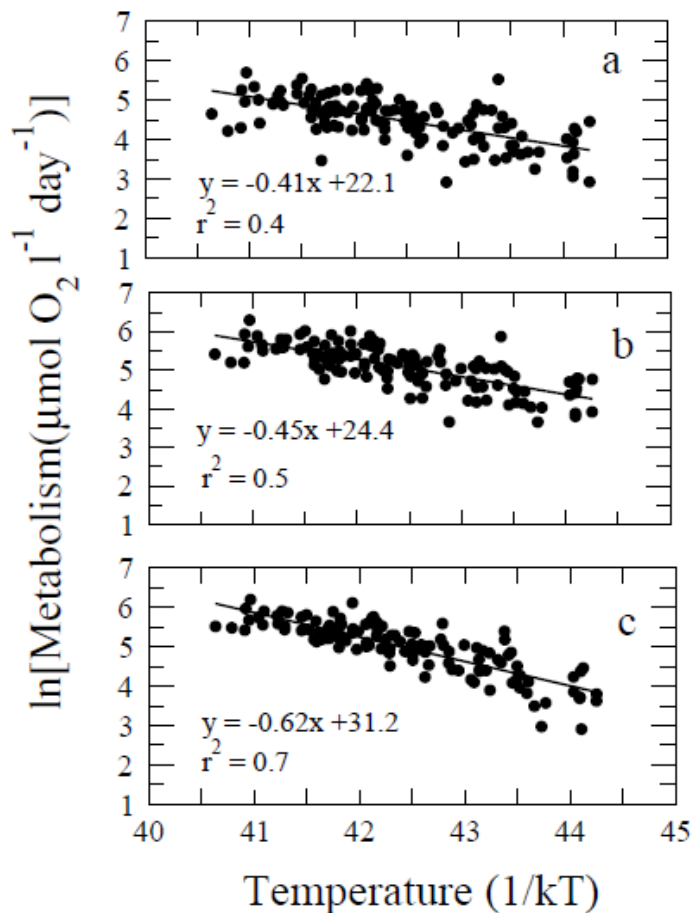 ln[Metabolism(μmol O₂ l⁻¹ day⁻¹)]
7
6
5
4
3
2
1
a
y = -0.41x +22.1
r² = 0.4
7
6
5
4
3
2
1
b
y = -0.45x +24.4
r² = 0.5
7
6
5
4
3
2
1
c
y = -0.62x +31.2
r² = 0.7
40 41 42 43 44 45
Temperature (1/kT)